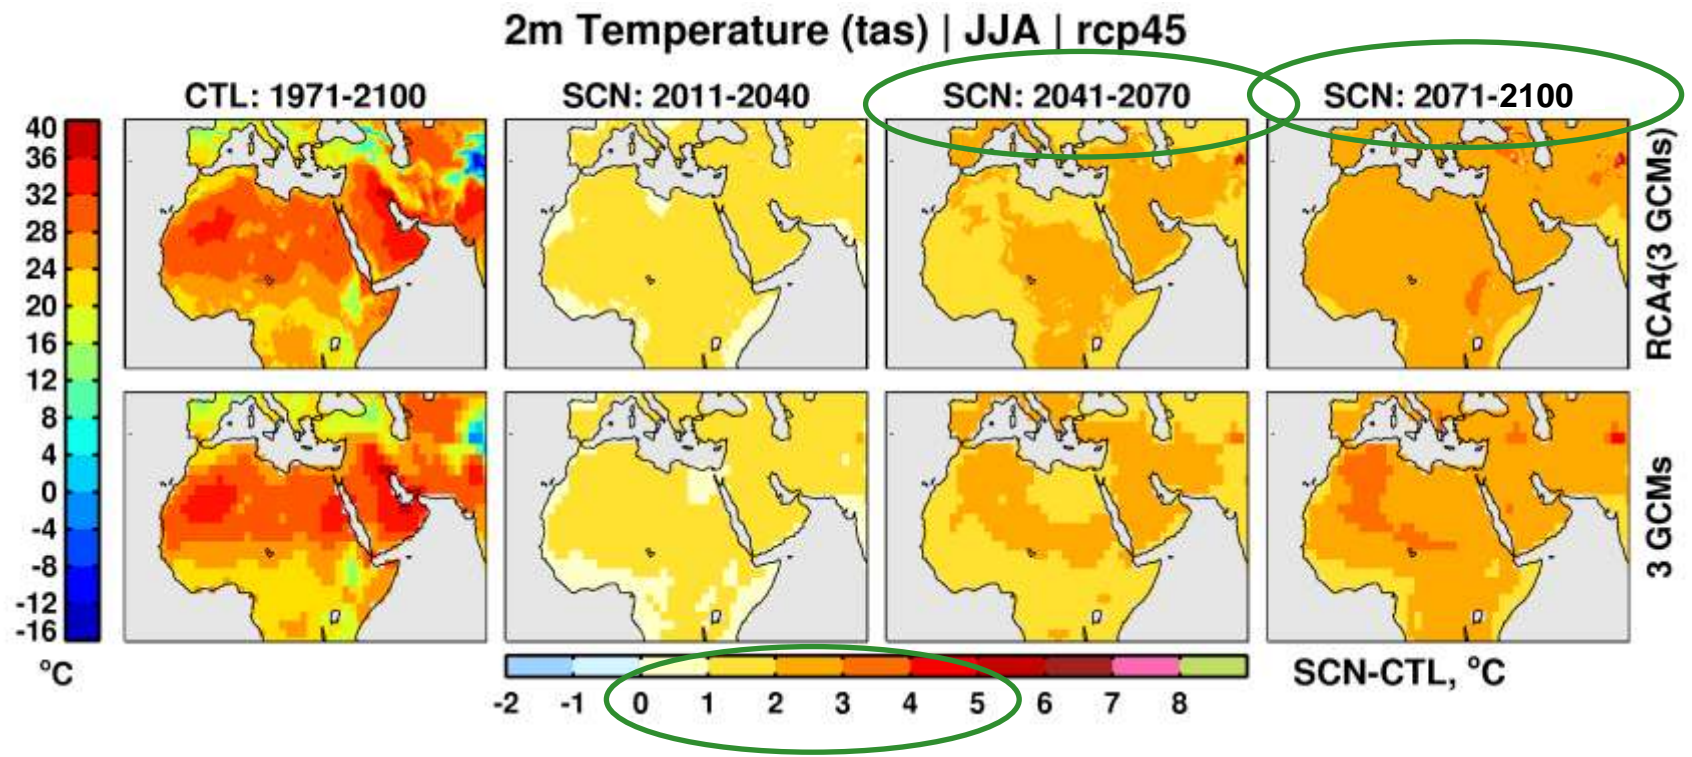 2m Temperature (tas) | JJA | rcp45
CTL: 1971-2100
SCN: 2011-2040
SCN: 2041-2070
SCN: 2071-2100
40
36
32
28
24
20
16
12
8
4
0
-4
-8
-12
-16
°C
RCA4(3 GCMs)
3 GCMs
-2 -1 0 1 2 3 4 5 6 7 8
SCN-CTL, °C